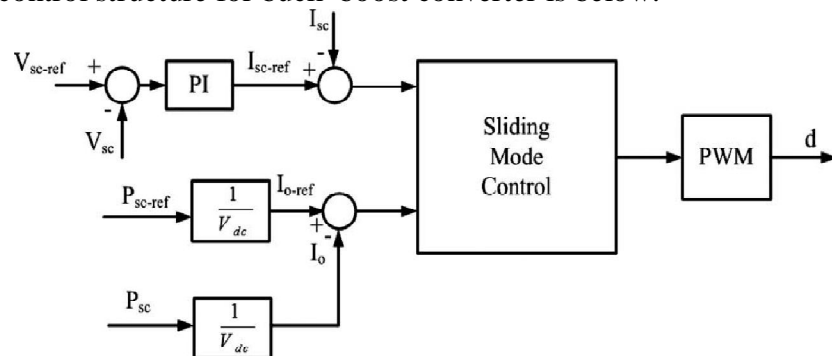 control structure for buck-boost converter is below:
I_sc
-
V_sc-ref + PI I_sc-ref +
-
V_sc
Sliding
Mode
Control
PWM d
P_sc-ref 1/V_dc I_o-ref
+
-
I_o
P_sc 1/V_dc